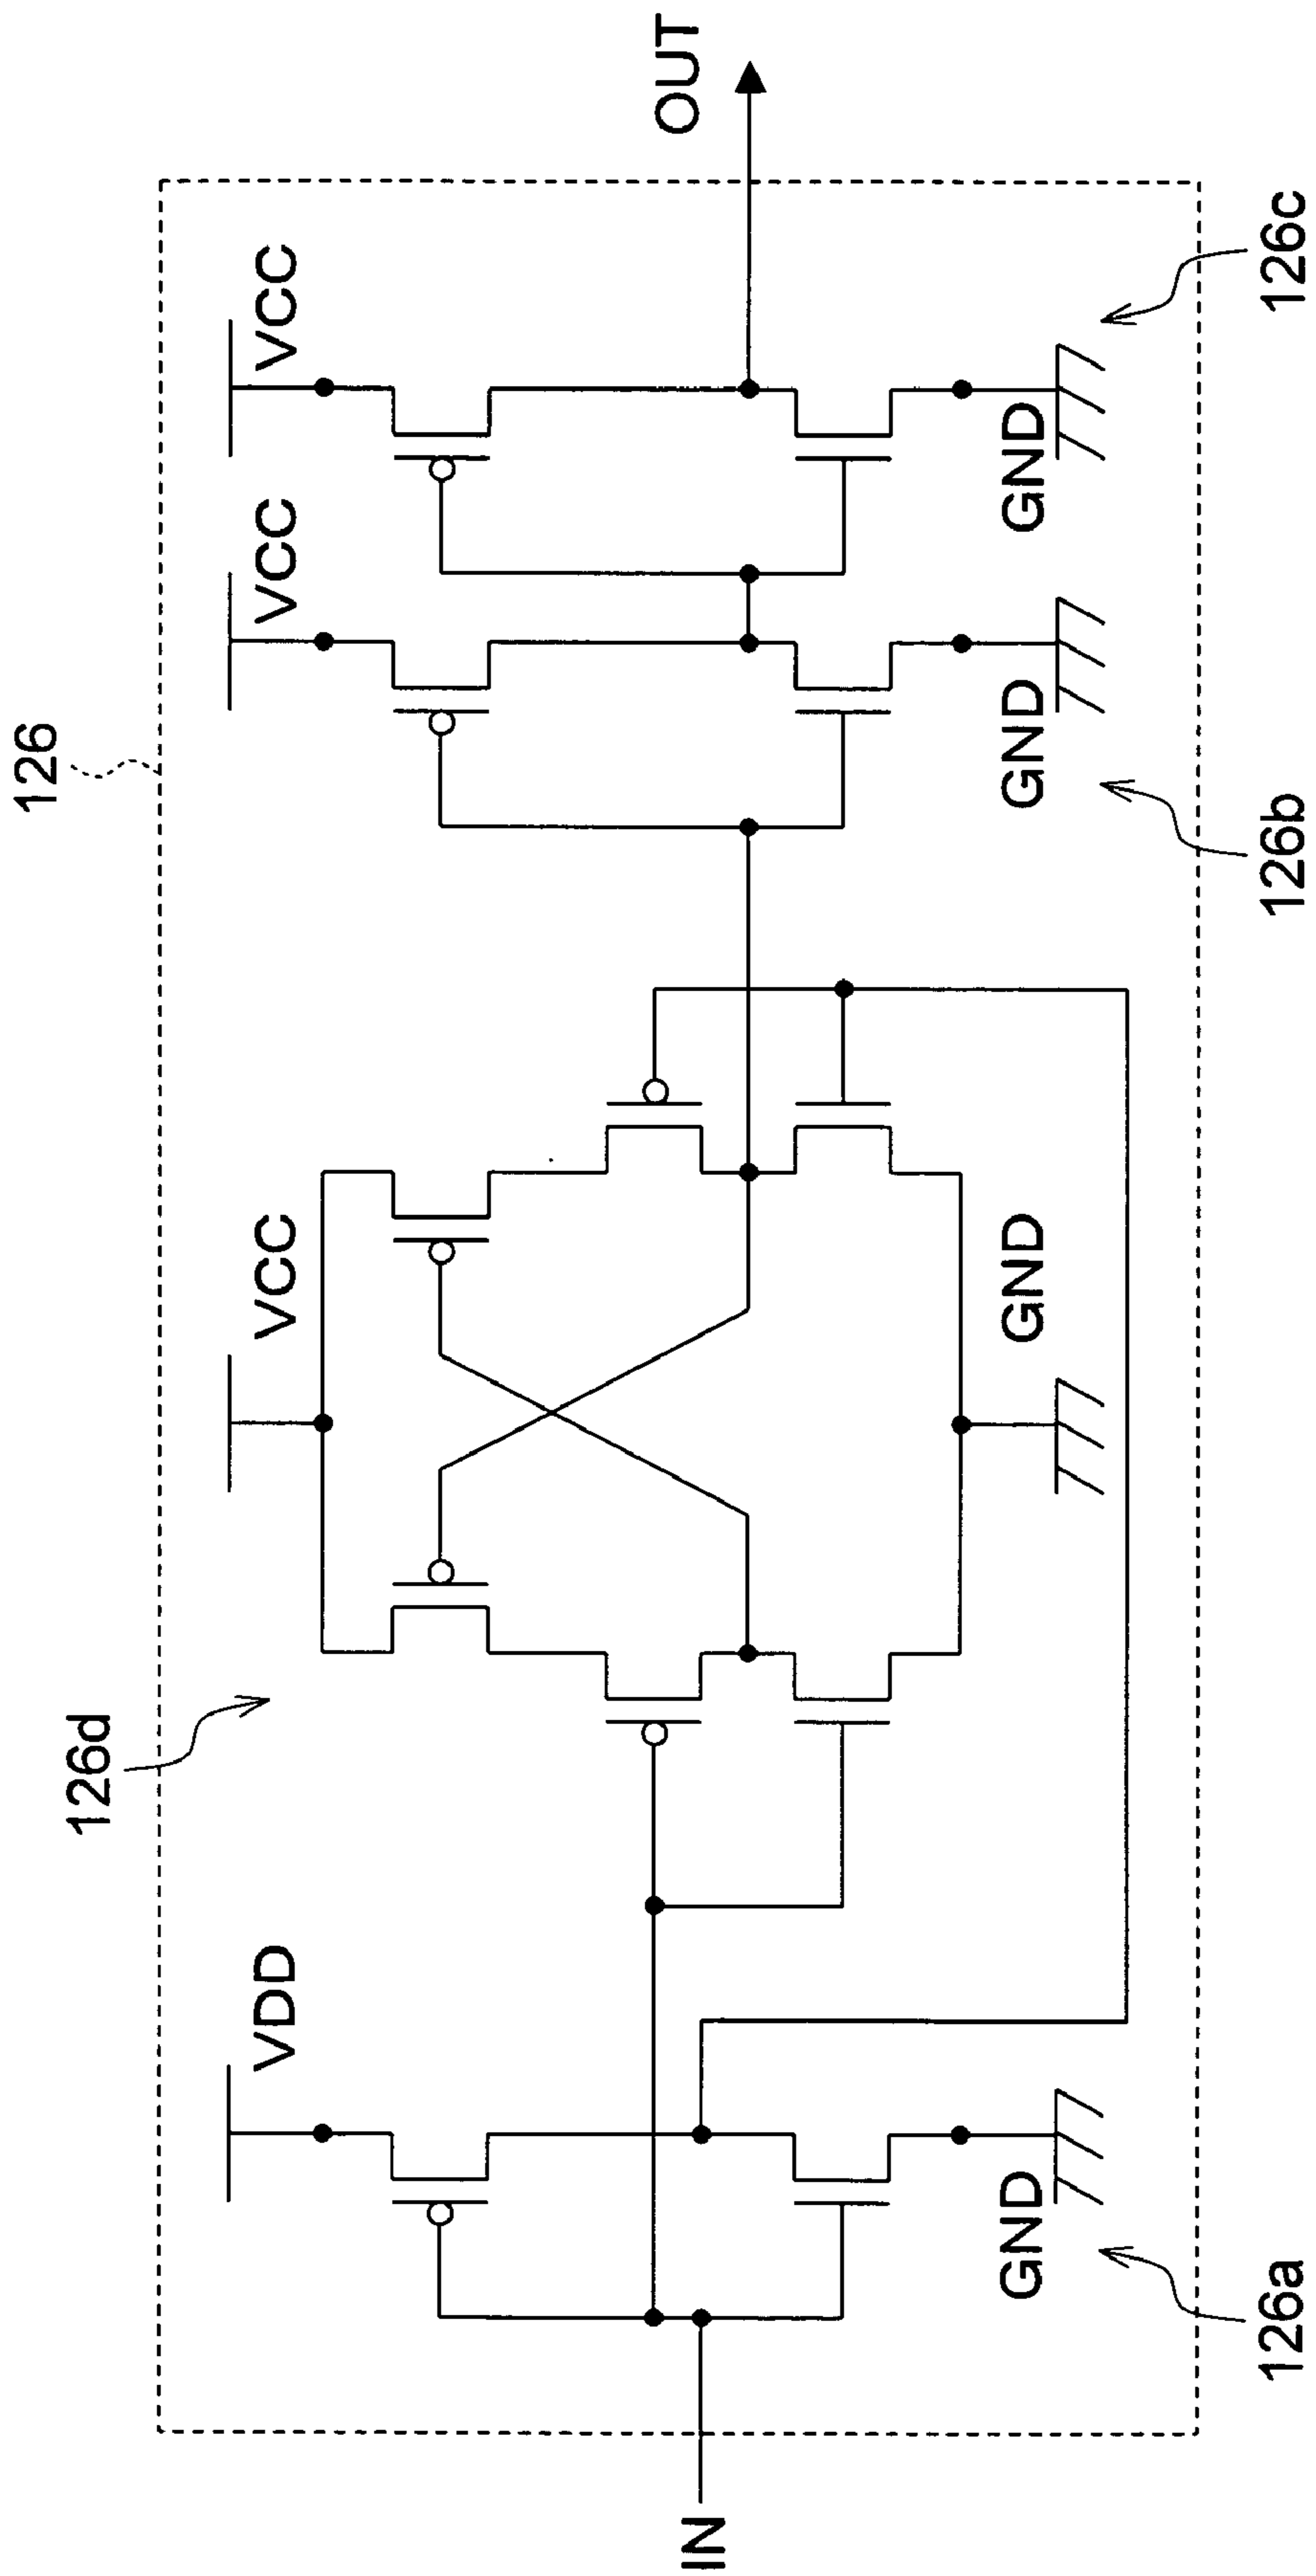 126
126d
VDD
VCC
VCC
VCC
IN
OUT
GND
GND
GND
GND
126a
126b
126c